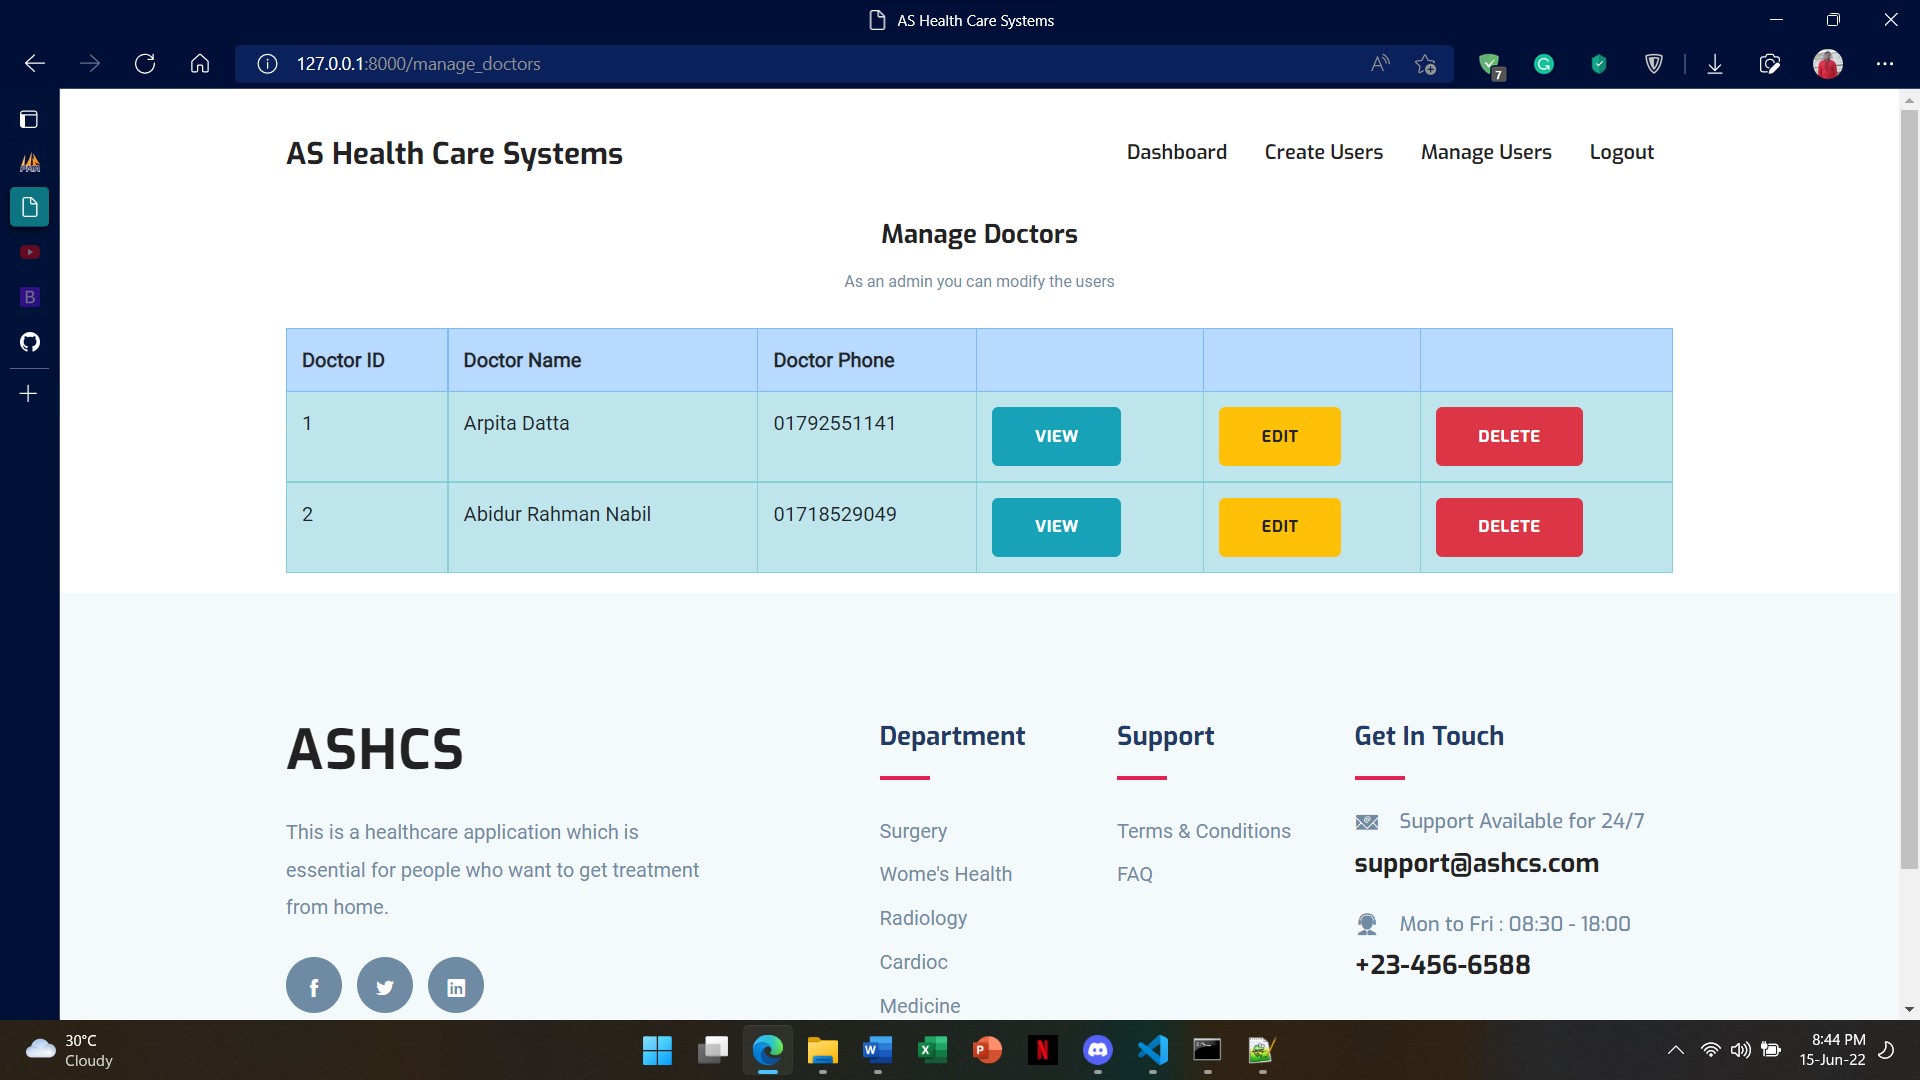 AS Health Care Systems
127.0.0.1:8000/manage_doctors
7
AS Health Care Systems
Dashboard Create Users Manage Users Logout
Manage Doctors
As an admin you can modify the users
Doctor ID Doctor Name Doctor Phone
1 Arpita Datta 01792551141 VIEW EDIT DELETE
2 Abidur Rahman Nabil 01718529049 VIEW EDIT DELETE
ASHCS
This is a healthcare application which is
essential for people who want to get treatment
from home.
Department
Surgery
Wome's Health
Radiology
Cardioc
Medicine
Support
Terms & Conditions
FAQ
Get In Touch
Support Available for 24/7
support@ashcs.com
Mon to Fri : 08:30 - 18:00
+23-456-6588
30°C
Cloudy
8:44 PM
15-Jun-22